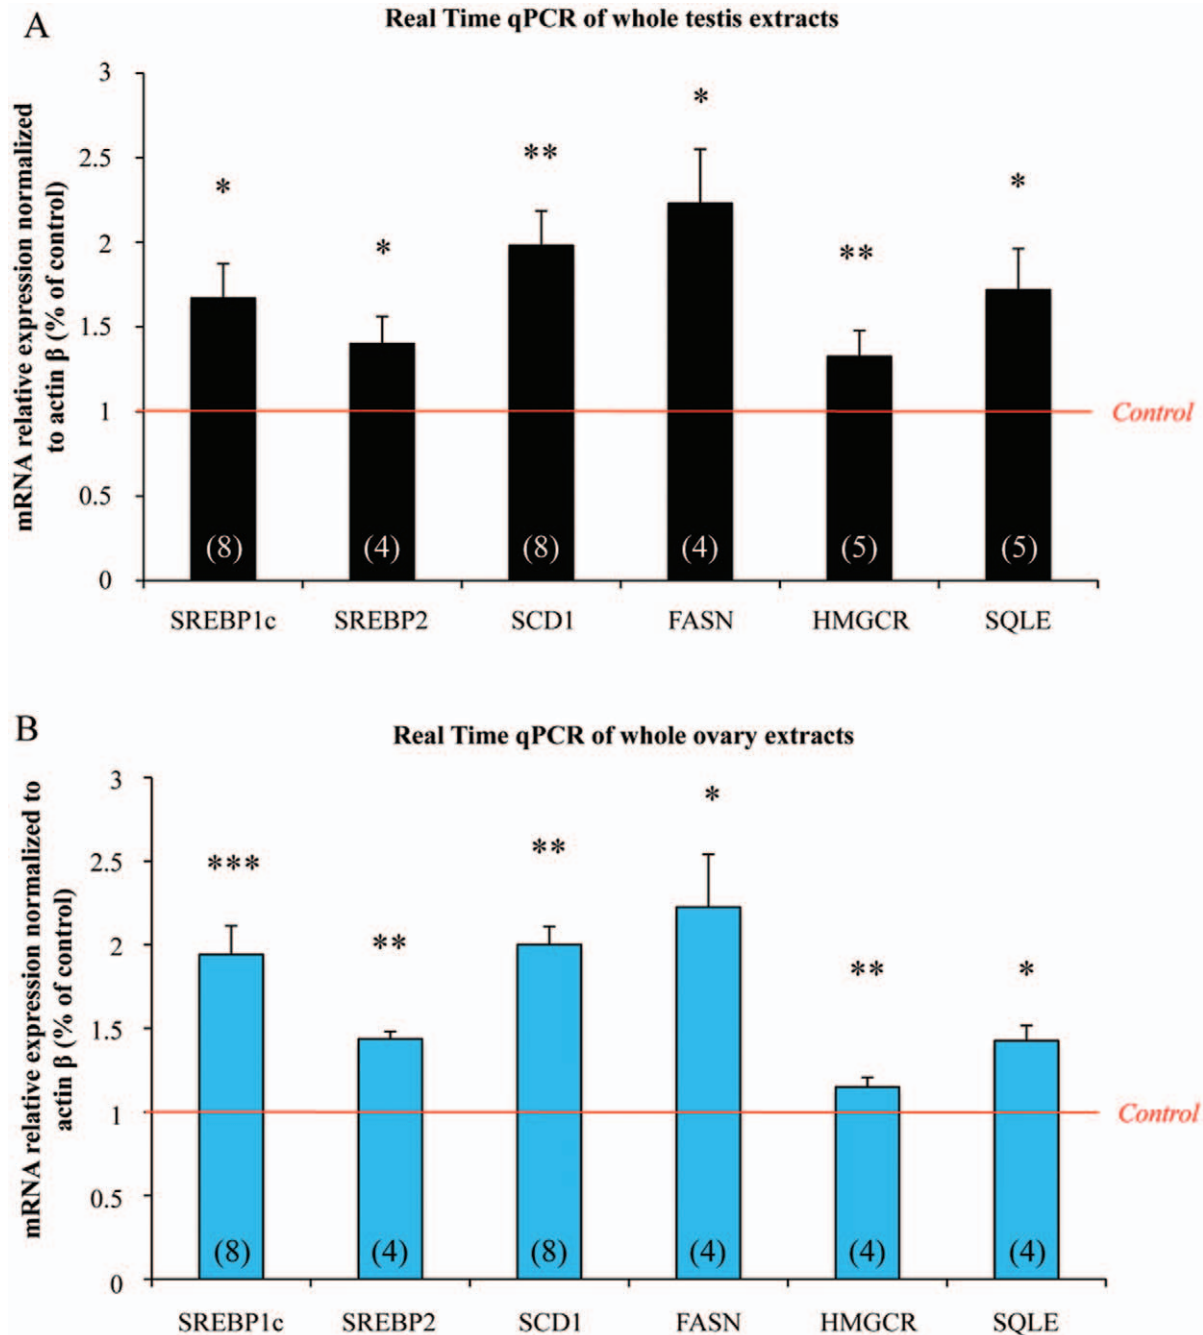 A
Real Time qPCR of whole testis extracts
mRNA relative expression normalized
to actin β (% of control)
3
2.5
2
1.5
1
0.5
0
*
*
**
*
**
*
Control
(8)
(4)
(8)
(4)
(5)
(5)
SREBP1c
SREBP2
SCD1
FASN
HMGCR
SQLE
B
Real Time qPCR of whole ovary extracts
mRNA relative expression normalized to
actin β (% of control)
3
2.5
2
1.5
1
0.5
0
***
**
**
*
**
*
Control
(8)
(4)
(8)
(4)
(4)
(4)
SREBP1c
SREBP2
SCD1
FASN
HMGCR
SQLE